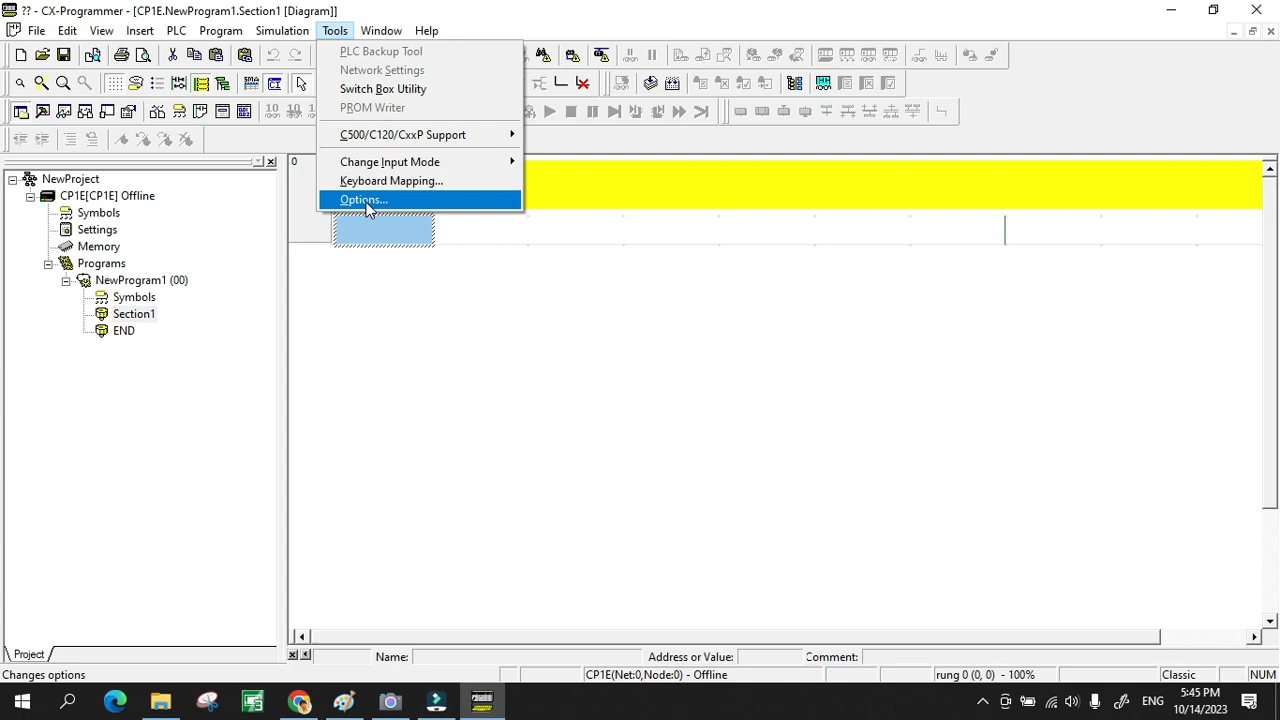 ?? - CX-Programmer - [CP1E.NewProgram1.Section1 [Diagram]]
File Edit View Insert PLC Program Simulation Tools Window Help
PLC Backup Tool
Network Settings
Switch Box Utility
PROM Writer
C500/C120/CxxP Support
Change Input Mode
Keyboard Mapping...
Options...
0
NewProject
CP1E[CP1E] Offline
Symbols
Settings
Memory
Programs
NewProgram1 (00)
Symbols
Section1
END
Project
Name: Address or Value: Comment:
Changes options CP1E(Net:0,Node:0) - Offline rung 0 (0, 0) - 100% Classic NUM
ENG
5:45 PM
10/14/2023